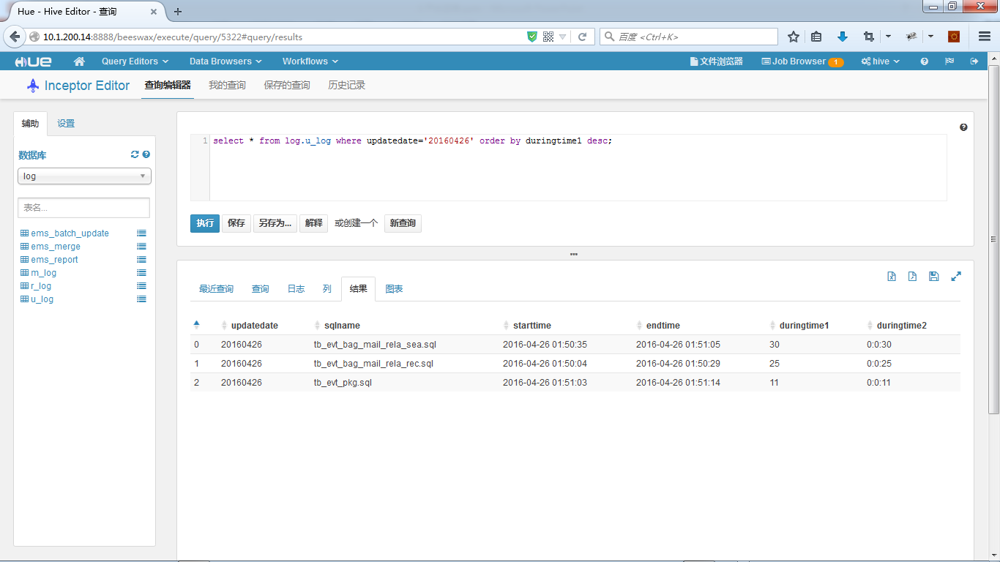 Hue - Hive Editor - 查询
10.1.200.14:8888/beeswax/execute/query/5322#query/results
百度 <Ctrl+K>
HUE Query Editors Data Browsers Workflows 文件浏览器 Job Browser 1 hive
Inceptor Editor 查询编辑器 我的查询 保存的查询 历史记录
辅助 设置
数据库
log
表名...
ems_batch_update
ems_merge
ems_report
m_log
r_log
u_log
1 select * from log.u_log where updatedate='20160426' order by duringtime1 desc;
执行 保存 另存为... 解释 或创建一个 新查询
最近查询 查询 日志 列 结果 图表
updatedate sqlname starttime endtime duringtime1 duringtime2
0 20160426 tb_evt_bag_mail_rela_sea.sql 2016-04-26 01:50:35 2016-04-26 01:51:05 30 0:0:30
1 20160426 tb_evt_bag_mail_rela_rec.sql 2016-04-26 01:50:04 2016-04-26 01:50:29 25 0:0:25
2 20160426 tb_evt_pkg.sql 2016-04-26 01:51:03 2016-04-26 01:51:14 11 0:0:11